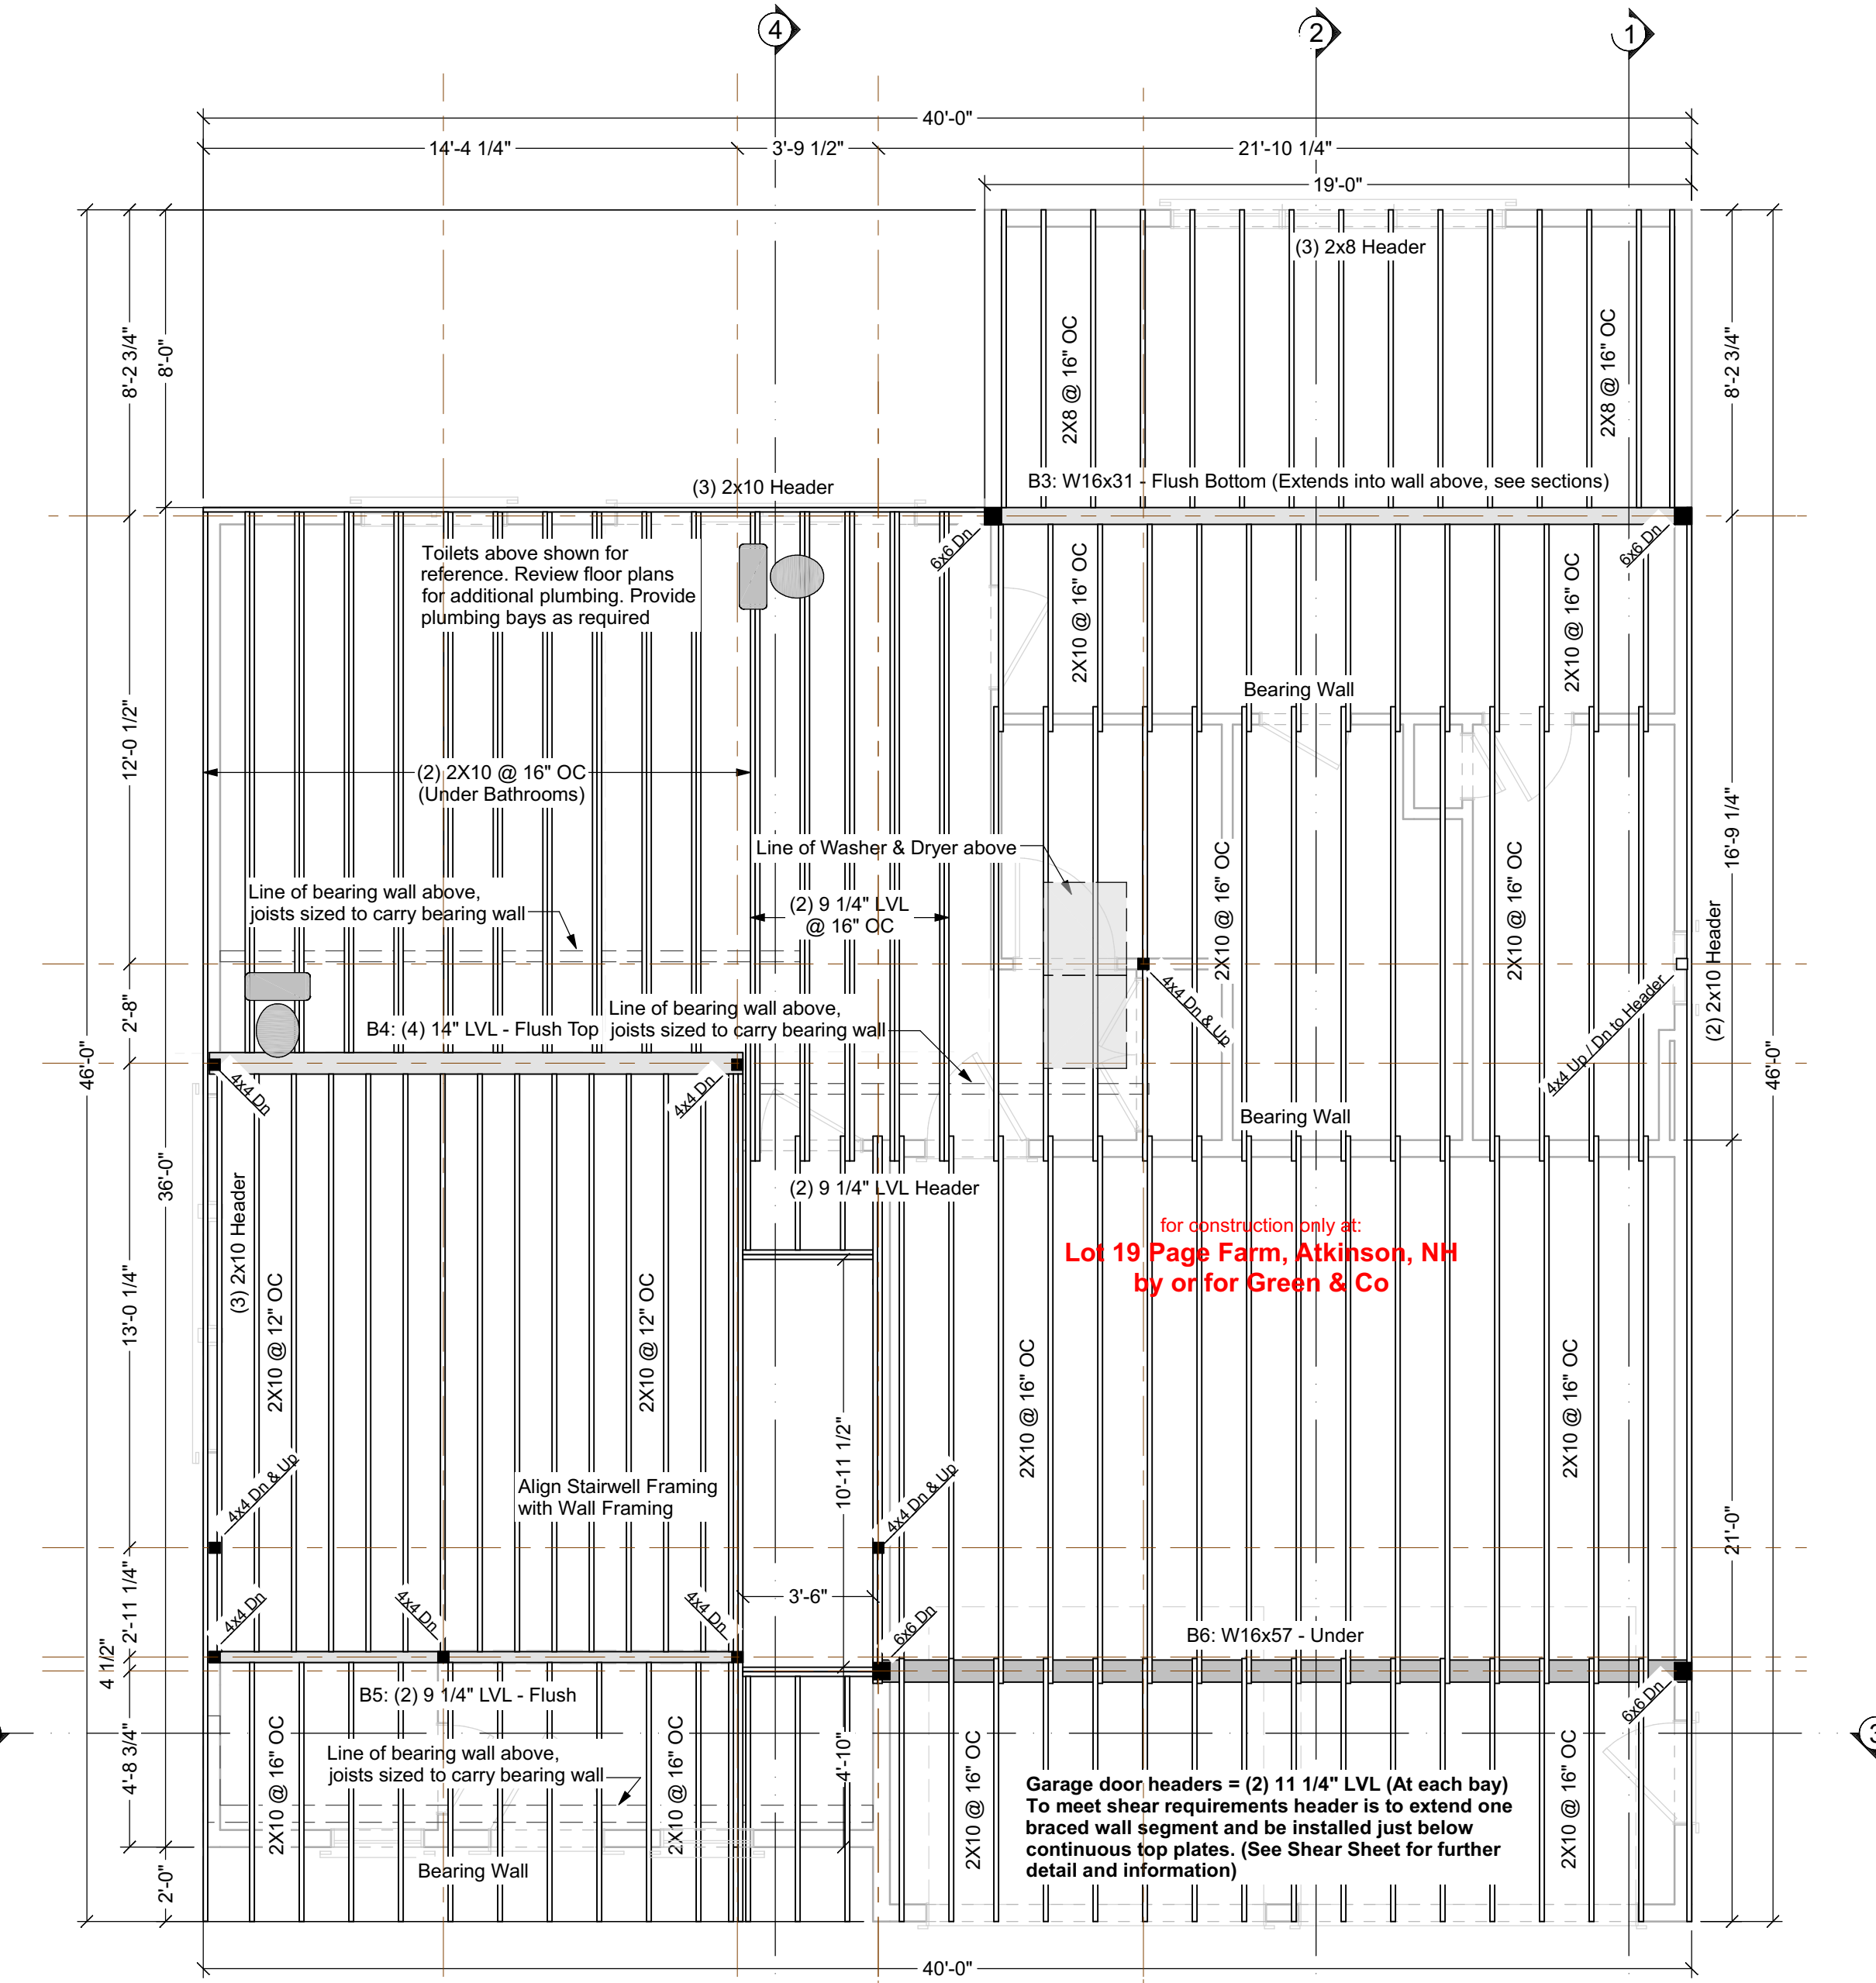 4
2
1
40'-0"
14'-4 1/4"
3'-9 1/2"
21'-10 1/4"
19'-0"
(3) 2x8 Header
8'-2 3/4"
8'-0"
2X8 @ 16" OC
2X8 @ 16" OC
8'-2 3/4"
(3) 2x10 Header
B3: W16x31 - Flush Bottom (Extends into wall above, see sections)
6x6 Dn
6x6 Dn
Toilets above shown for
reference. Review floor plans
for additional plumbing. Provide
plumbing bays as required
2X10 @ 16" OC
2X10 @ 16" OC
Bearing Wall
12'-0 1/2"
(2) 2X10 @ 16" OC
(Under Bathrooms)
16'-9 1/4"
Line of Washer & Dryer above
Line of bearing wall above,
joists sized to carry bearing wall
(2) 9 1/4" LVL
@ 16" OC
2X10 @ 16" OC
2X10 @ 16" OC
(2) 2x10 Header
2'-8"
4x4 Dn & Up
4x4 Up / Dn to Header
B4: (4) 14" LVL - Flush Top
Line of bearing wall above,
joists sized to carry bearing wall
46'-0"
46'-0"
4x4 Dn
4x4 Dn
Bearing Wall
36'-0"
(3) 2x10 Header
(2) 9 1/4" LVL Header
for construction only at:
Lot 19 Page Farm, Atkinson, NH
by or for Green & Co
13'-0 1/4"
2X10 @ 12" OC
2X10 @ 12" OC
2X10 @ 16" OC
2X10 @ 16" OC
10'-11 1/2"
4x4 Dn & Up
Align Stairwell Framing
with Wall Framing
4x4 Dn & Up
21'-0"
2'-11 1/4"
4x4 Dn
4x4 Dn
4x4 Dn
3'-6"
6x6 Dn
B6: W16x57 - Under
4 1/2"
B5: (2) 9 1/4" LVL - Flush
6x6 Dn
3
4'-8 3/4"
2X10 @ 16" OC
Line of bearing wall above,
joists sized to carry bearing wall
2X10 @ 16" OC
4'-10"
2X10 @ 16" OC
Garage door headers = (2) 11 1/4" LVL (At each bay)
To meet shear requirements header is to extend one
braced wall segment and be installed just below
continuous top plates. (See Shear Sheet for further
detail and information)
2X10 @ 16" OC
Bearing Wall
2'-0"
40'-0"